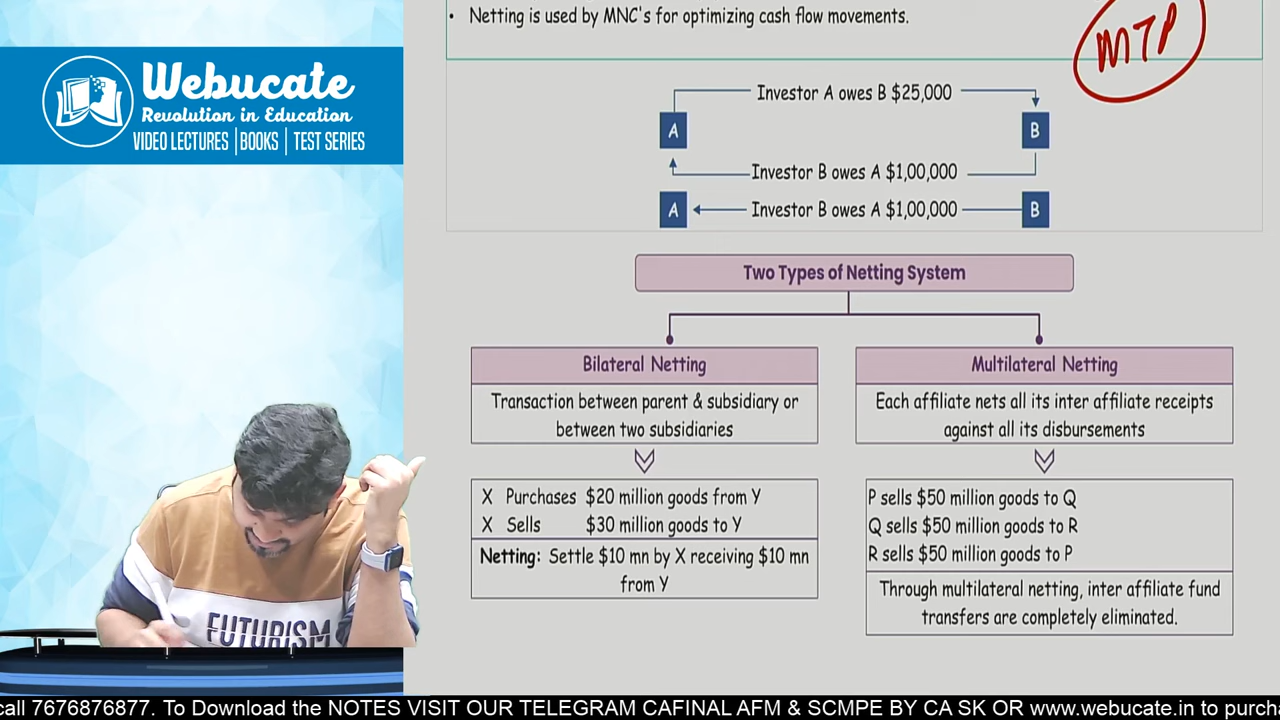 • Netting is used by MNC's for optimizing cash flow movements.
MTP
Webucate
Revolution in Education
VIDEO LECTURES | BOOKS | TEST SERIES
Investor A owes B $25,000
A
B
Investor B owes A $1,00,000
A
Investor B owes A $1,00,000
B
Two Types of Netting System
Bilateral Netting
Transaction between parent & subsidiary or
between two subsidiaries
X Purchases $20 million goods from Y
X Sells $30 million goods to Y
Netting: Settle $10 mn by X receiving $10 mn
from Y
Multilateral Netting
Each affiliate nets all its inter affiliate receipts
against all its disbursements
P sells $50 million goods to Q
Q sells $50 million goods to R
R sells $50 million goods to P
Through multilateral netting, inter affiliate fund
transfers are completely eliminated.
FUTURISM
call 7676876877. To Download the NOTES VISIT OUR TELEGRAM CAFINAL AFM & SCMPE BY CA SK OR www.webucate.in to purcha